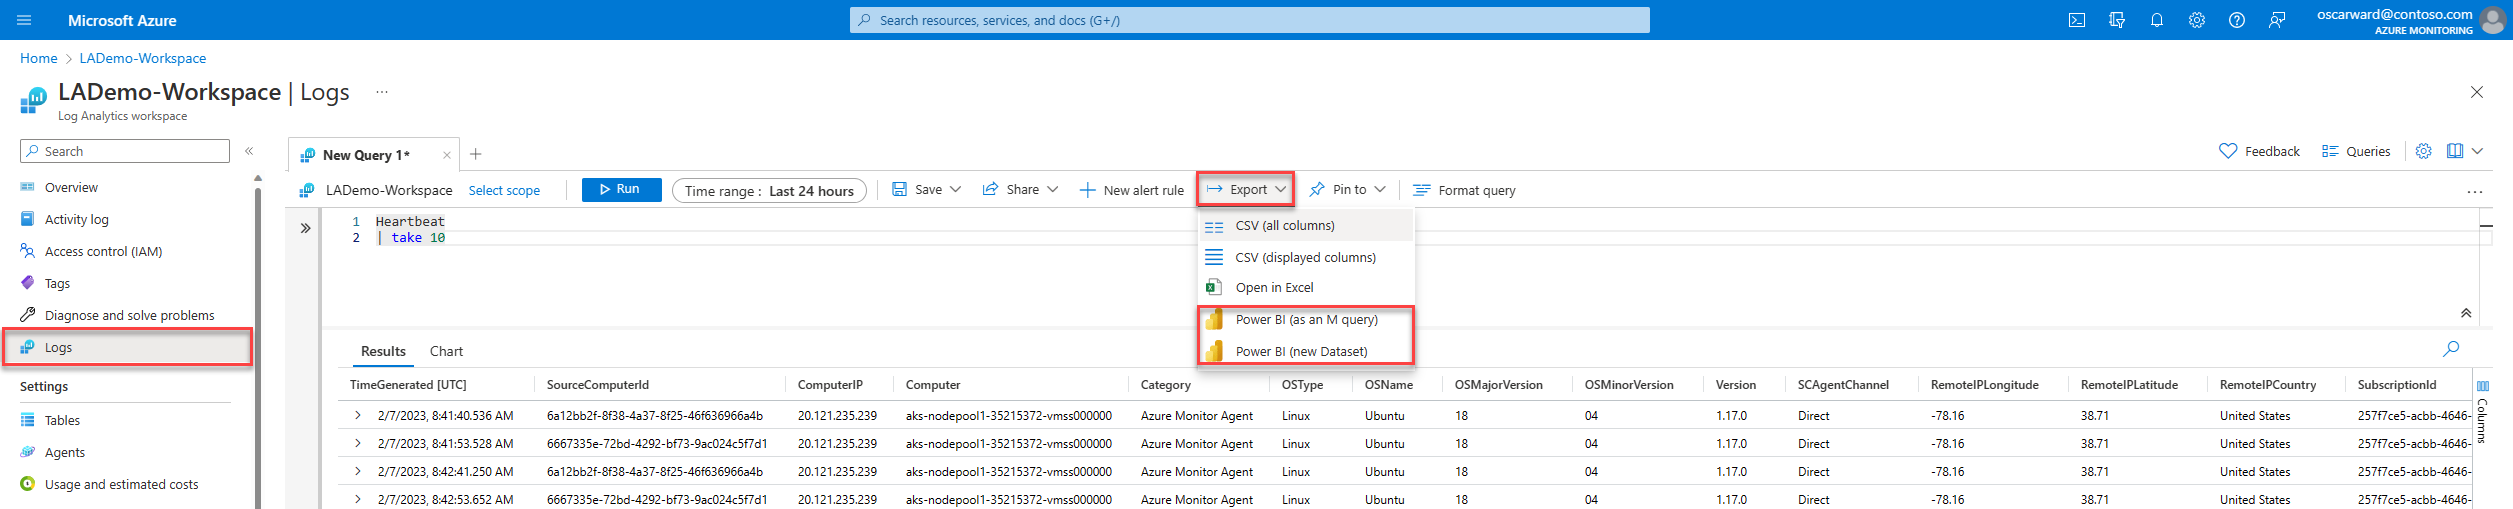 Microsoft Azure
Search resources, services, and docs (G+/)
oscarward@contoso.com
AZURE MONITORING
Home > LADemo-Workspace
LADemo-Workspace | Logs ...
Log Analytics workspace
Search
Overview
Activity log
Access control (IAM)
Tags
Diagnose and solve problems
Logs
Settings
Tables
Agents
Usage and estimated costs
New Query 1*
Feedback Queries
LADemo-Workspace Select scope Run Time range : Last 24 hours Save Share New alert rule Export Pin to Format query ...
1 Heartbeat
2 | take 10
CSV (all columns)
CSV (displayed columns)
Open in Excel
Power BI (as an M query)
Power BI (new Dataset)
Results Chart
TimeGenerated [UTC] SourceComputerId ComputerIP Computer Category OSType OSName OSMajorVersion OSMinorVersion Version SCAgentChannel RemoteIPLongitude RemoteIPLatitude RemoteIPCountry SubscriptionId
2/7/2023, 8:41:40.536 AM 6a12bb2f-8f38-4a37-8f25-46f636966a4b 20.121.235.239 aks-nodepool1-35215372-vmss000000 Azure Monitor Agent Linux Ubuntu 18 04 1.17.0 Direct -78.16 38.71 United States 257f7ce5-acbb-4646-
2/7/2023, 8:41:53.528 AM 6667335e-72bd-4292-bf73-9ac024c5f7d1 20.121.235.239 aks-nodepool1-35215372-vmss000000 Azure Monitor Agent Linux Ubuntu 18 04 1.17.0 Direct -78.16 38.71 United States 257f7ce5-acbb-4646-
2/7/2023, 8:42:41.250 AM 6a12bb2f-8f38-4a37-8f25-46f636966a4b 20.121.235.239 aks-nodepool1-35215372-vmss000000 Azure Monitor Agent Linux Ubuntu 18 04 1.17.0 Direct -78.16 38.71 United States 257f7ce5-acbb-4646-
2/7/2023, 8:42:53.652 AM 6667335e-72bd-4292-bf73-9ac024c5f7d1 20.121.235.239 aks-nodepool1-35215372-vmss000000 Azure Monitor Agent Linux Ubuntu 18 04 1.17.0 Direct -78.16 38.71 United States 257f7ce5-acbb-4646-
Columns